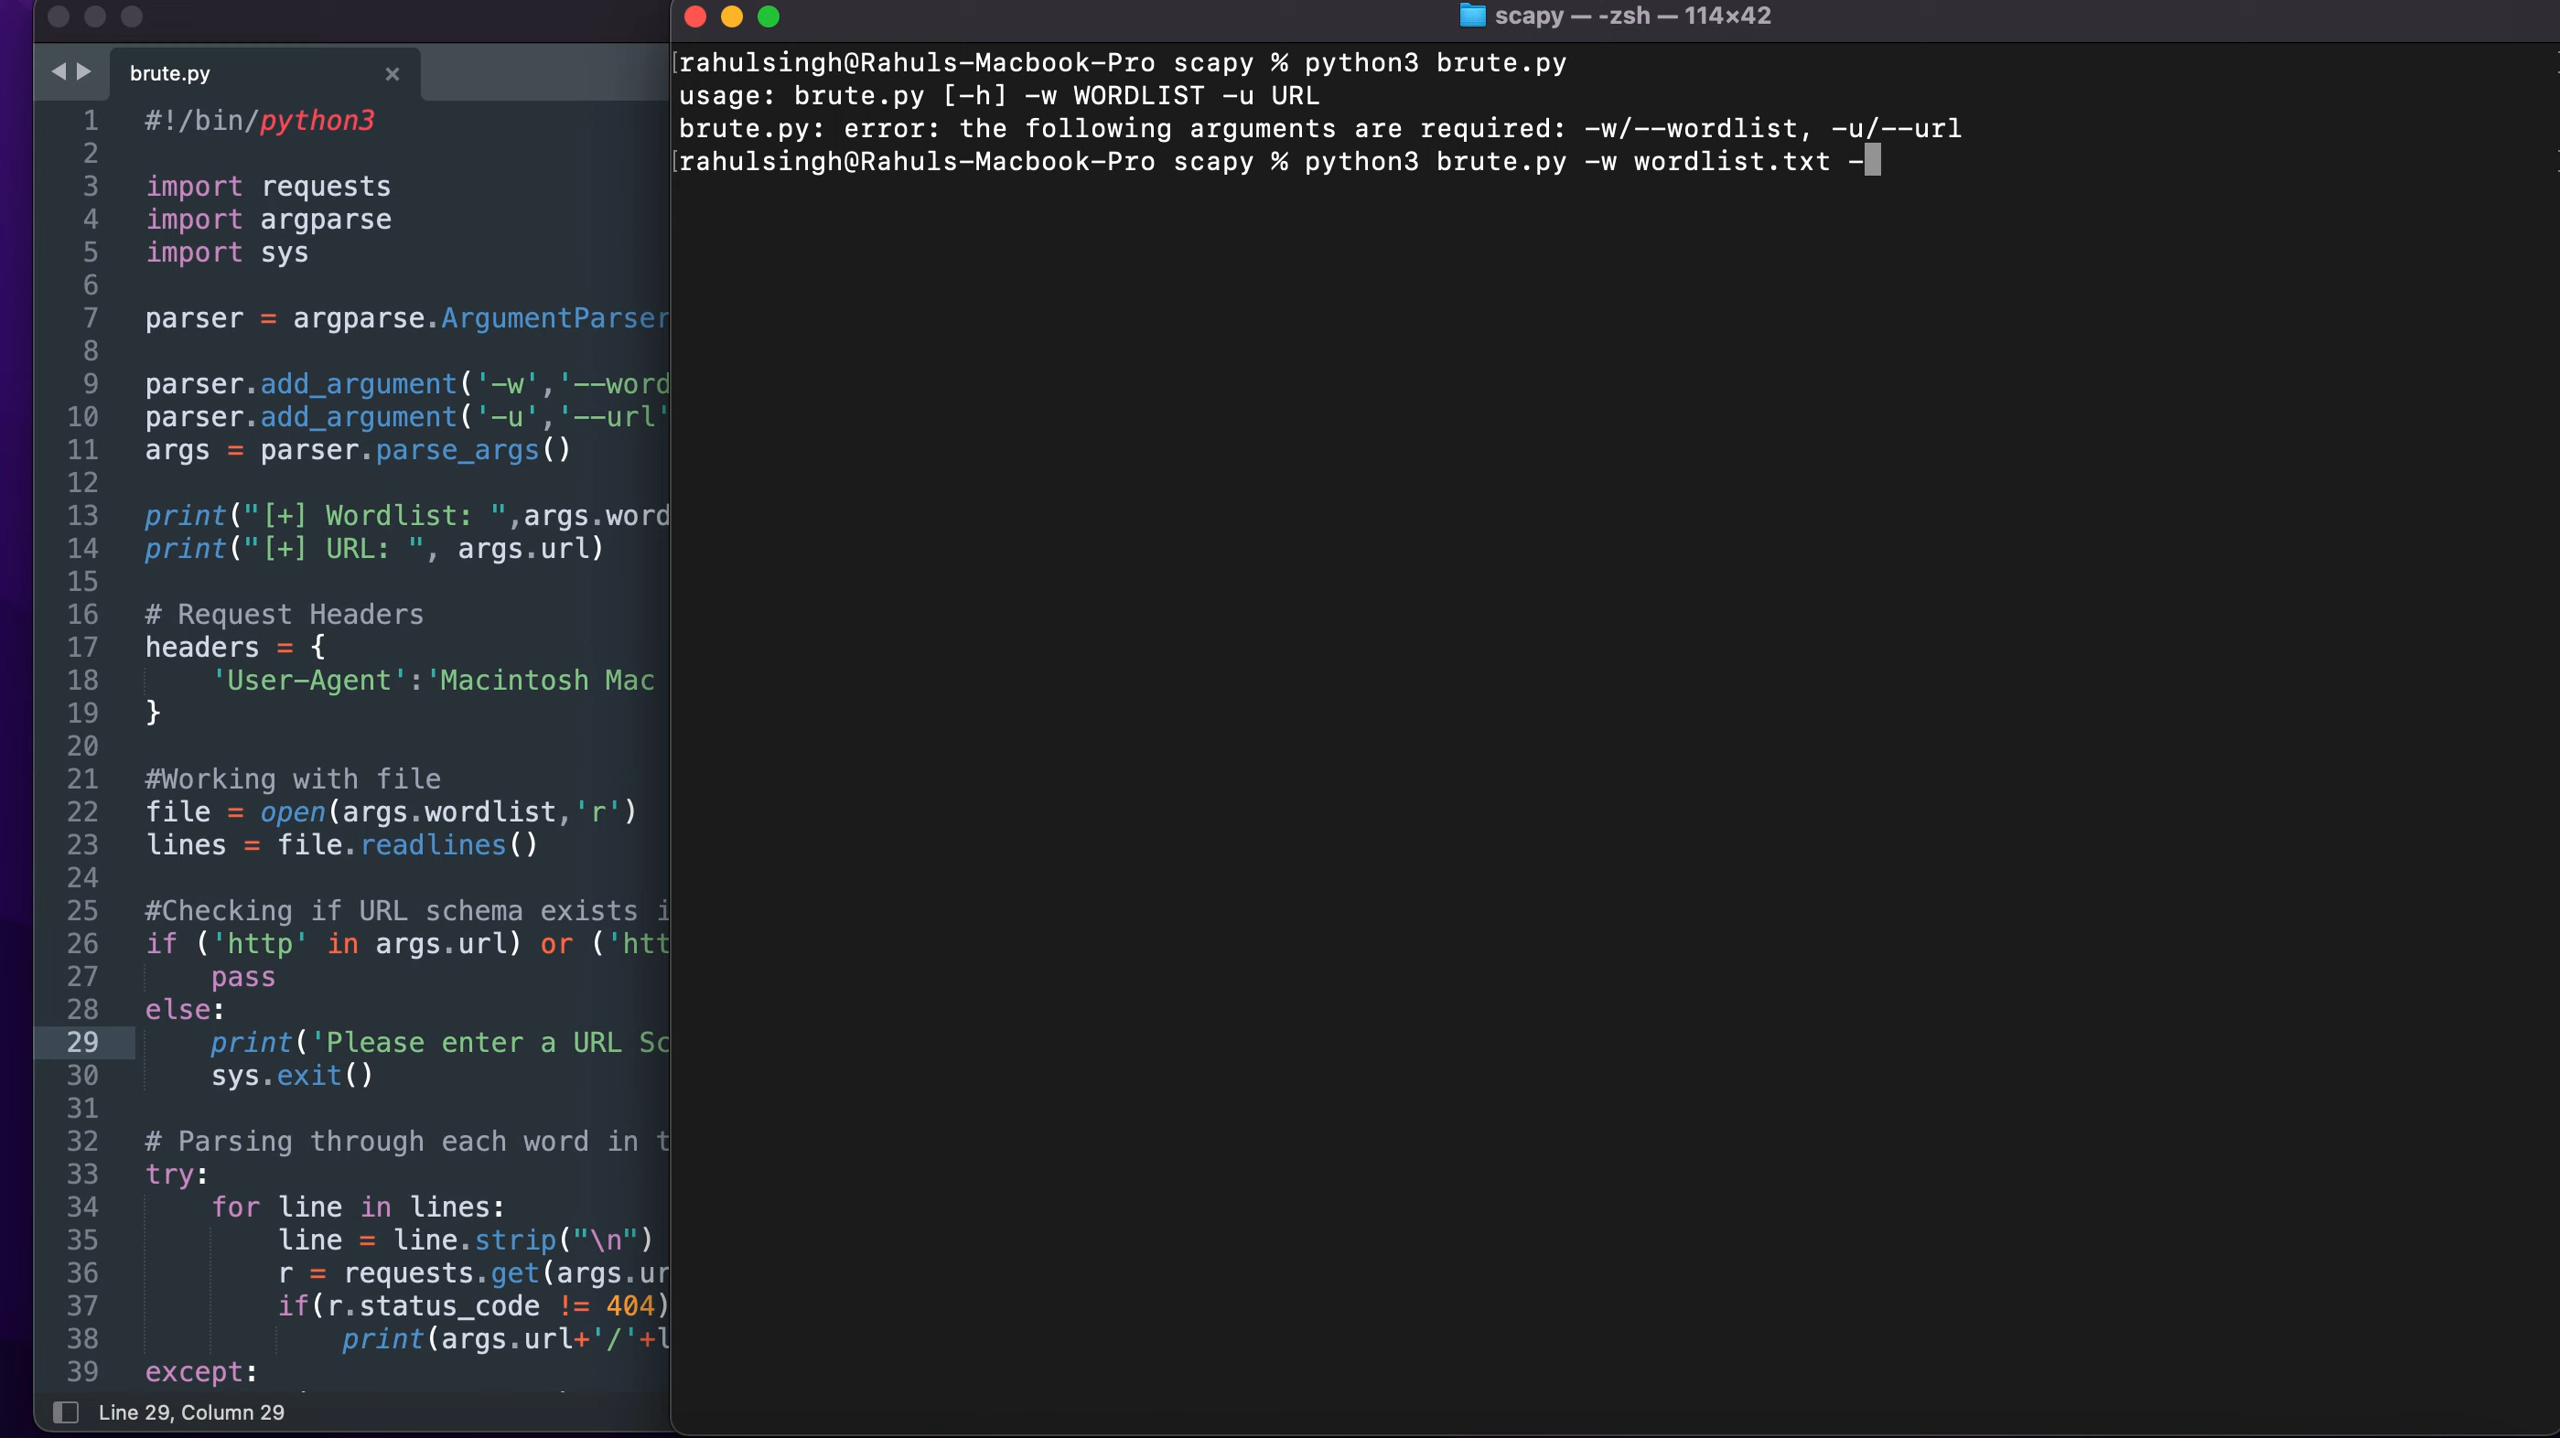 brute.py
1 #!/bin/python3
2
3 import requests
4 import argparse
5 import sys
6
7 parser = argparse.ArgumentParser
8
9 parser.add_argument('-w','--word
10 parser.add_argument('-u','--url'
11 args = parser.parse_args()
12
13 print("[+] Wordlist: ",args.word
14 print("[+] URL: ", args.url)
15
16 # Request Headers
17 headers = {
18 'User-Agent':'Macintosh Mac
19 }
20
21 #Working with file
22 file = open(args.wordlist,'r')
23 lines = file.readlines()
24
25 #Checking if URL schema exists i
26 if ('http' in args.url) or ('htt
27 pass
28 else:
29 print('Please enter a URL Sc
30 sys.exit()
31
32 # Parsing through each word in t
33 try:
34 for line in lines:
35 line = line.strip("\n")
36 r = requests.get(args.ur
37 if(r.status_code != 404)
38 print(args.url+'/'+l
39 except:
Line 29, Column 29
scapy — -zsh — 114×42
rahulsingh@Rahuls-Macbook-Pro scapy % python3 brute.py
usage: brute.py [-h] -w WORDLIST -u URL
brute.py: error: the following arguments are required: -w/--wordlist, -u/--url
rahulsingh@Rahuls-Macbook-Pro scapy % python3 brute.py -w wordlist.txt -